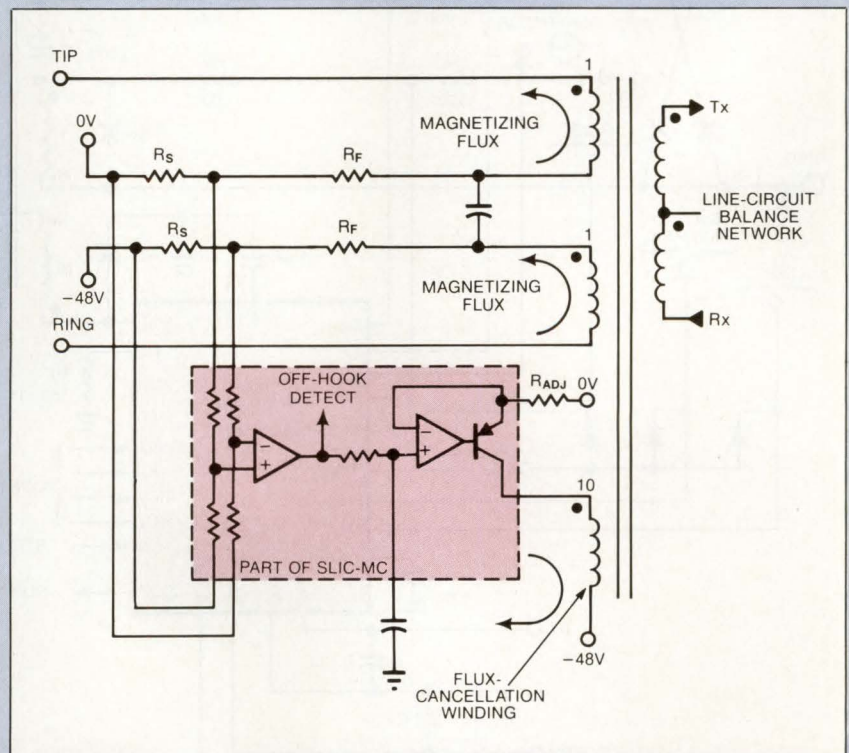 TIP
1
0V
MAGNETIZING
FLUX
Tx
RS
RF
LINE-CIRCUIT
BALANCE
NETWORK
RS
RF
1
-48V
MAGNETIZING
FLUX
RING
Rx
OFF-HOOK
DETECT
RADJ
0V
-
+
-
+
10
PART OF SLIC-MC
-48V
FLUX-
CANCELLATION
WINDING